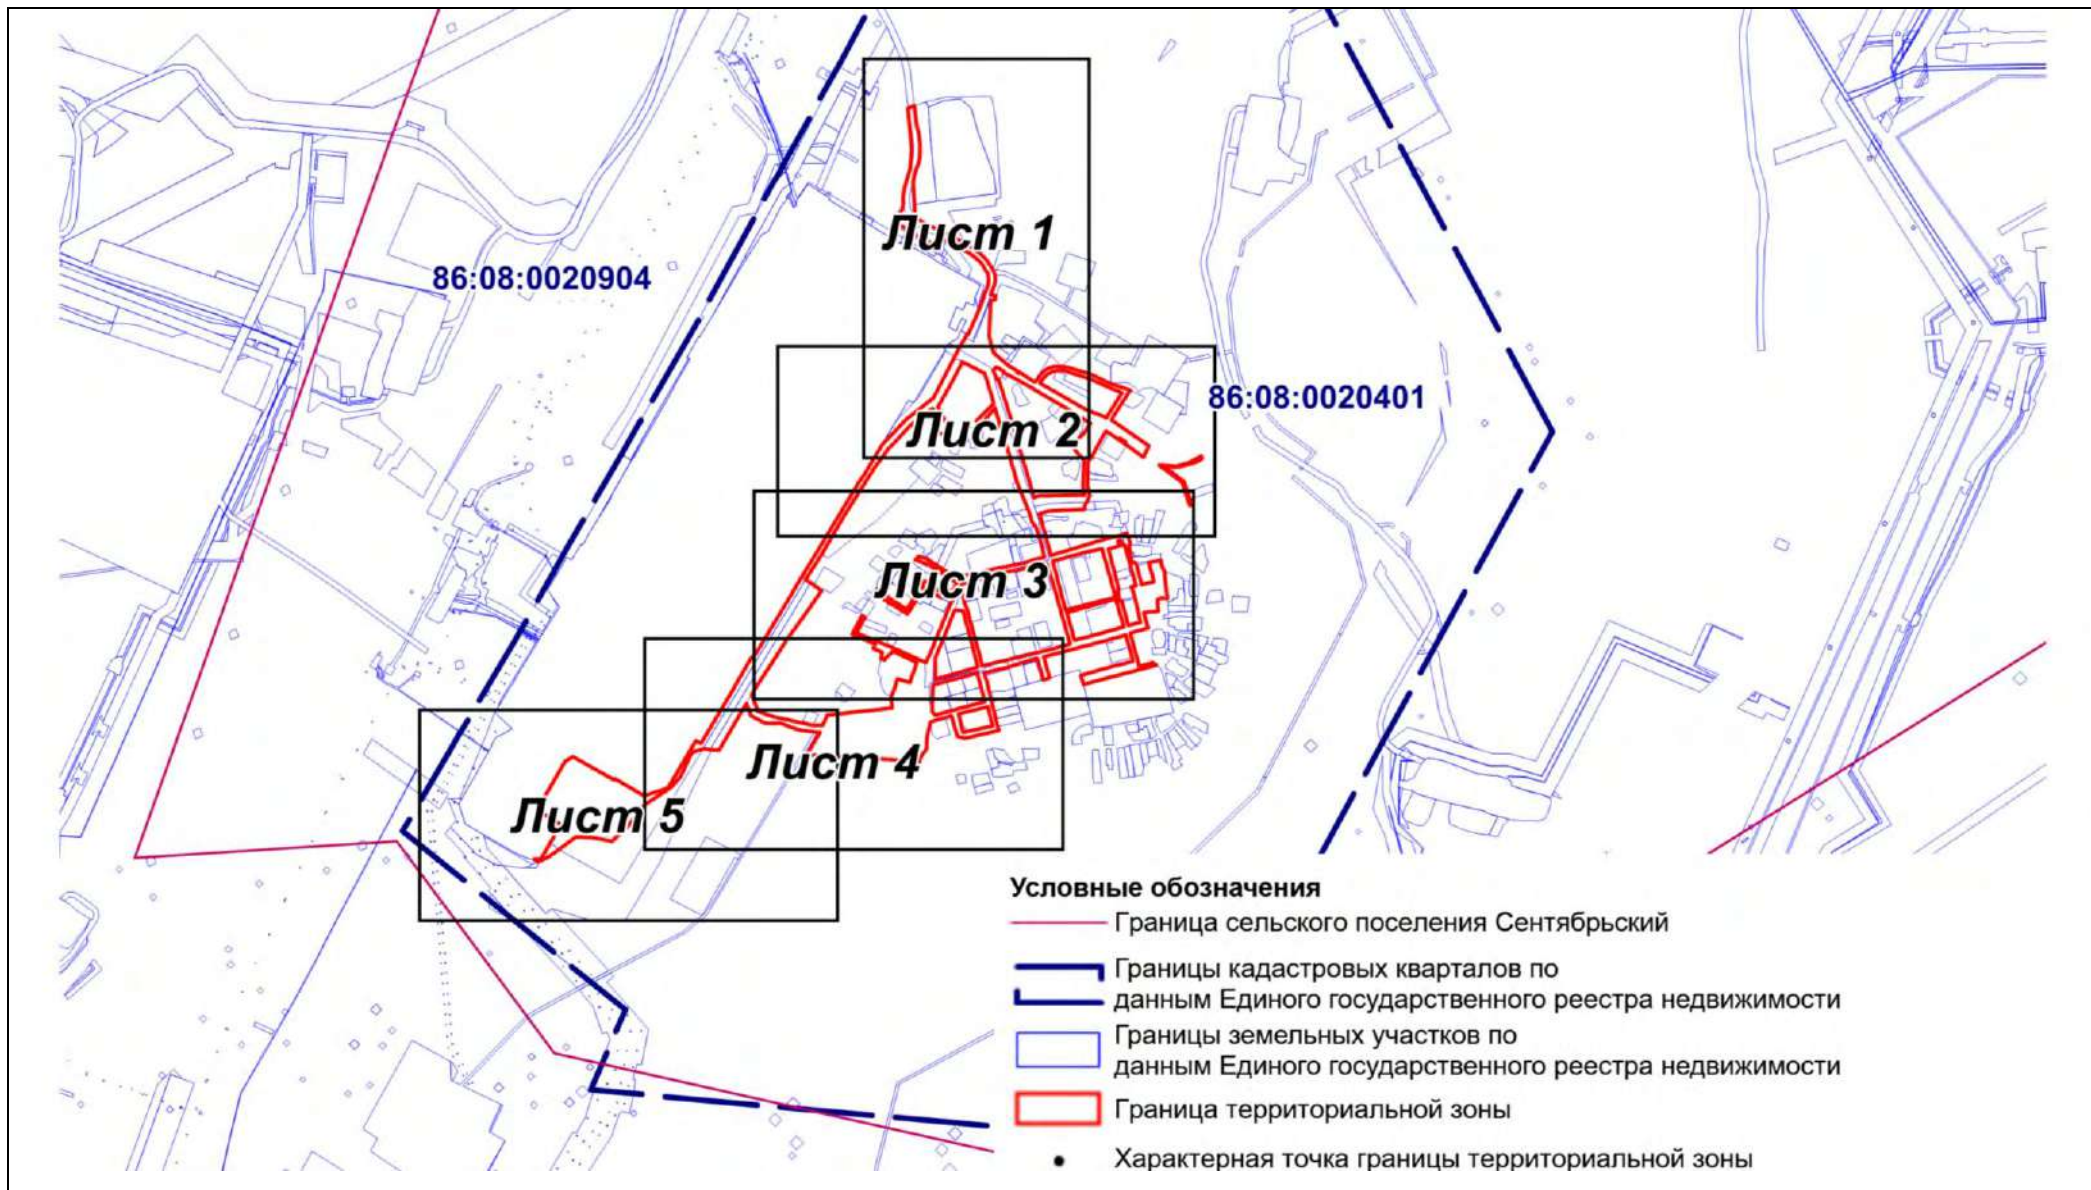 Лист 1
86:08:0020904
86:08:0020401
Лист 2
Лист 3
Лист 4
Лист 5
Условные обозначения
Граница сельского поселения Сентябрьский
Границы кадастровых кварталов по
данным Единого государственного реестра недвижимости
Границы земельных участков по
данным Единого государственного реестра недвижимости
Граница территориальной зоны
Характерная точка границы территориальной зоны